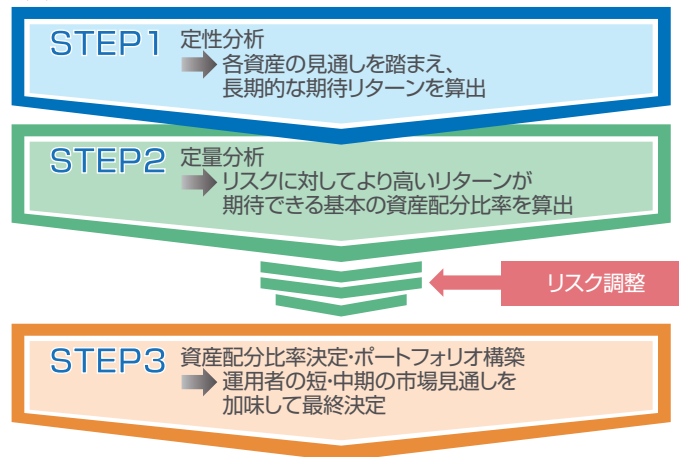 STEP1 定性分析
各資産の見通しを踏まえ、
長期的な期待リターンを算出
STEP2 定量分析
リスクに対してより高いリターンが
期待できる基本の資産配分比率を算出
リスク調整
STEP3 資産配分比率決定・ポートフォリオ構築
運用者の短・中期の市場見通しを
加味して最終決定